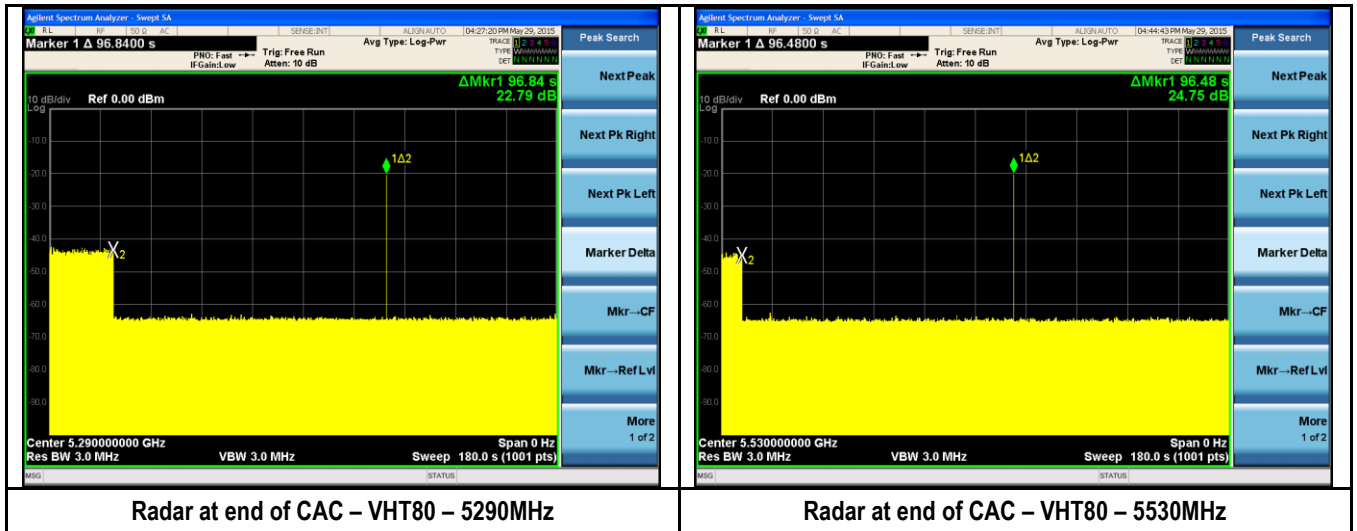 Agilent Spectrum Analyzer - Swept SA
RL RF 50 Ω AC SENSE:INT ALIGN AUTO 04:27:20 PM May 29, 2015
Marker 1 Δ 96.8400 s
PNO: Fast
IFGain:Low
Trig: Free Run
Atten: 10 dB
Avg Type: Log-Pwr
TRACE 1 2 3 4 5 6
TYPE
DET N N N N N N
ΔMkr1 96.84 s
22.79 dB
10 dB/div Ref 0.00 dBm
Log
-10.0
1Δ2
-20.0
-30.0
-40.0
X2
-50.0
-60.0
-70.0
-80.0
-90.0
Center 5.290000000 GHz Span 0 Hz
Res BW 3.0 MHz VBW 3.0 MHz Sweep 180.0 s (1001 pts)
MSG STATUS
Peak Search
Next Peak
Next Pk Right
Next Pk Left
Marker Delta
Mkr→CF
Mkr→Ref Lvl
More
1 of 2
Radar at end of CAC – VHT80 – 5290MHz
Agilent Spectrum Analyzer - Swept SA
RL RF 50 Ω AC SENSE:INT ALIGN AUTO 04:44:43 PM May 29, 2015
Marker 1 Δ 96.4800 s
PNO: Fast
IFGain:Low
Trig: Free Run
Atten: 10 dB
Avg Type: Log-Pwr
TRACE 1 2 3 4 5 6
TYPE
DET N N N N N N
ΔMkr1 96.48 s
24.75 dB
10 dB/div Ref 0.00 dBm
Log
-10.0
1Δ2
-20.0
-30.0
-40.0
X2
-50.0
-60.0
-70.0
-80.0
-90.0
Center 5.530000000 GHz Span 0 Hz
Res BW 3.0 MHz VBW 3.0 MHz Sweep 180.0 s (1001 pts)
MSG STATUS
Peak Search
Next Peak
Next Pk Right
Next Pk Left
Marker Delta
Mkr→CF
Mkr→Ref Lvl
More
1 of 2
Radar at end of CAC – VHT80 – 5530MHz